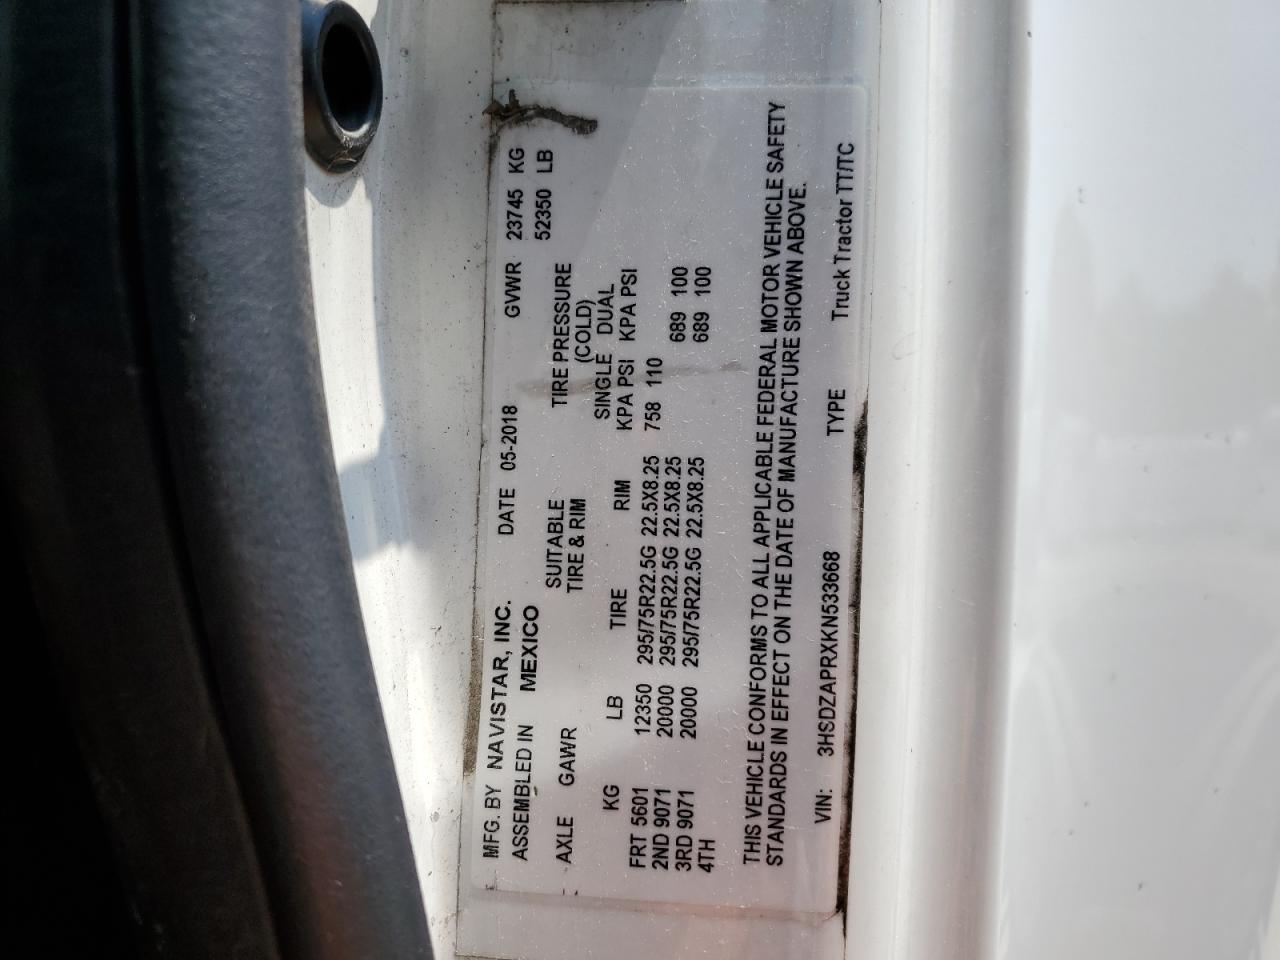 MFG. BY NAVISTAR, INC. DATE 05-2018 GVWR 23745 KG
ASSEMBLED IN MEXICO 52350 LB
AXLE GAWR SUITABLE TIRE & RIM TIRE PRESSURE (COLD)
SINGLE DUAL
KG LB TIRE RIM KPA PSI KPA PSI
FRT 5601 12350 295/75R22.5G 22.5X8.25 758 110
2ND 9071 20000 295/75R22.5G 22.5X8.25 689 100
3RD 9071 20000 295/75R22.5G 22.5X8.25 689 100
4TH
THIS VEHICLE CONFORMS TO ALL APPLICABLE FEDERAL MOTOR VEHICLE SAFETY
STANDARDS IN EFFECT ON THE DATE OF MANUFACTURE SHOWN ABOVE.
VIN: 3HSDZAPRXKN533668 TYPE Truck Tractor TT/TC